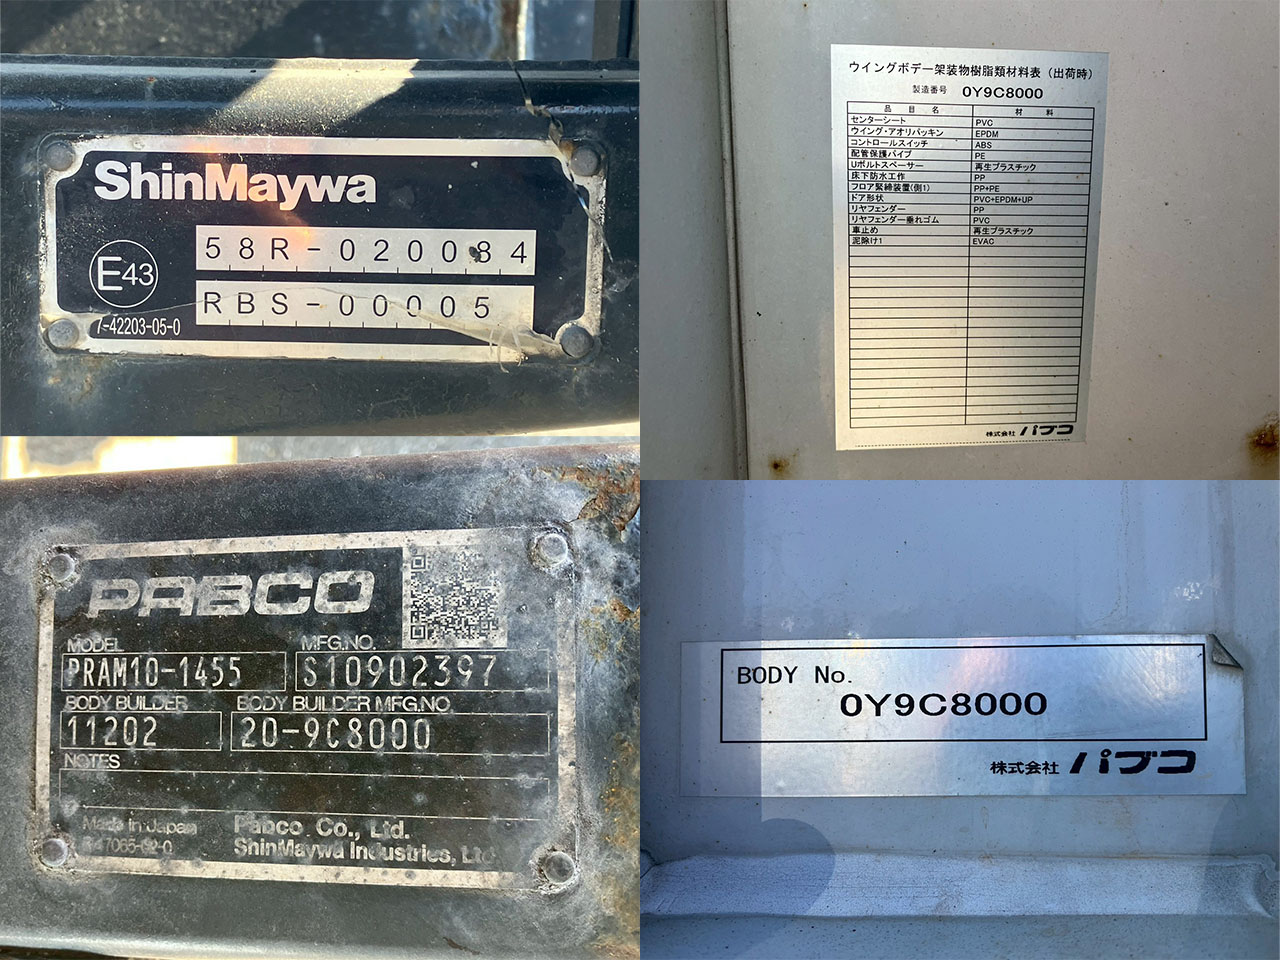 ShinMaywa
58R-020084
E43
RBS-00005
7-42203-05-0
ウイングボデー架装物樹脂類材料表（出荷時）
製造番号 0Y9C8000
品目名 材料
センターシート PVC
ウイング・アオリパッキン EPDM
コントロールスイッチ ABS
配管保護パイプ PE
Uボルトスペーサー 再生プラスチック
床下防水工作 PP
フロア緊締装置(側1) PP+PE
ドア形状 PVC+EPDM+UP
リヤフェンダー PP
リヤフェンダー垂れゴム PVC
車止め 再生プラスチック
泥除け1 EVAC
株式会社 パブコ
PABCO
MODEL MFG.NO.
PRAM10-1455 S10902397
BODY BUILDER BODY BUILDER MFG.NO.
11202 20-9C8000
NOTES
Made in Japan Pabco Co., Ltd.
ShinMaywa Industries, Ltd
BODY No.
0Y9C8000
株式会社 パブコ